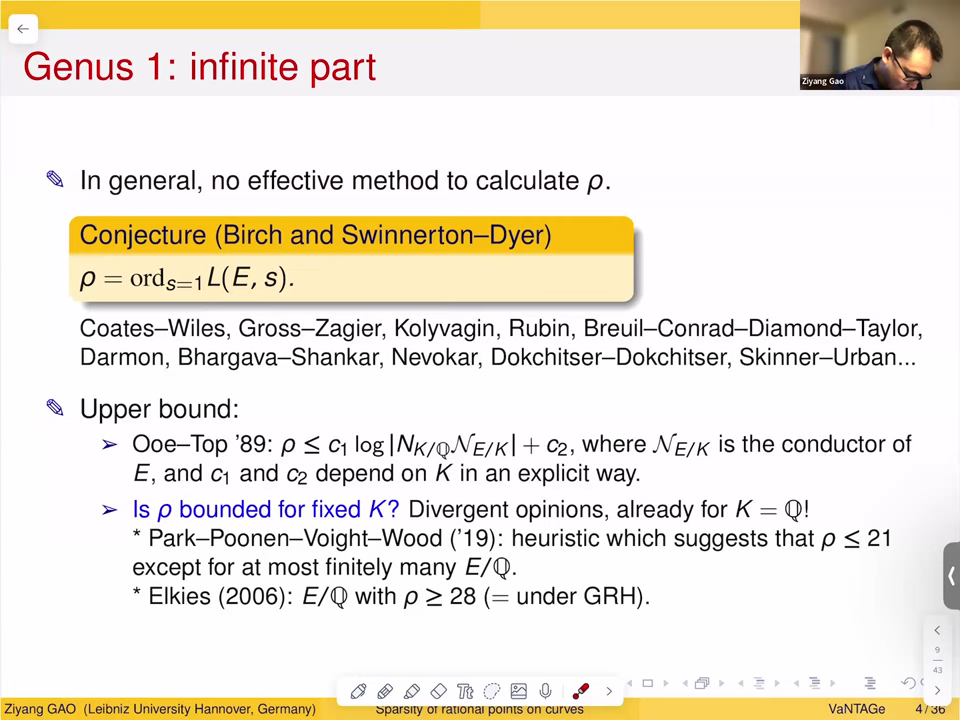 Genus 1: infinite part
Ziyang Gao
✎ In general, no effective method to calculate ρ.
Conjecture (Birch and Swinnerton–Dyer)
ρ = ord_{s=1} L(E, s).
Coates–Wiles, Gross–Zagier, Kolyvagin, Rubin, Breuil–Conrad–Diamond–Taylor,
Darmon, Bhargava–Shankar, Nevokar, Dokchitser–Dokchitser, Skinner–Urban...
✎ Upper bound:
➢ Ooe–Top ’89: ρ ≤ c₁ log |N_{K/ℚ} 𝒩_{E/K}| + c₂, where 𝒩_{E/K} is the conductor of
E, and c₁ and c₂ depend on K in an explicit way.
➢ Is ρ bounded for fixed K? Divergent opinions, already for K = ℚ!
* Park–Poonen–Voight–Wood (’19): heuristic which suggests that ρ ≤ 21
except for at most finitely many E/ℚ.
* Elkies (2006): E/ℚ with ρ ≥ 28 (= under GRH).
9
43
Tt
Ziyang GAO (Leibniz University Hannover, Germany) Sparsity of rational points on curves VaNTAGe 4 / 36